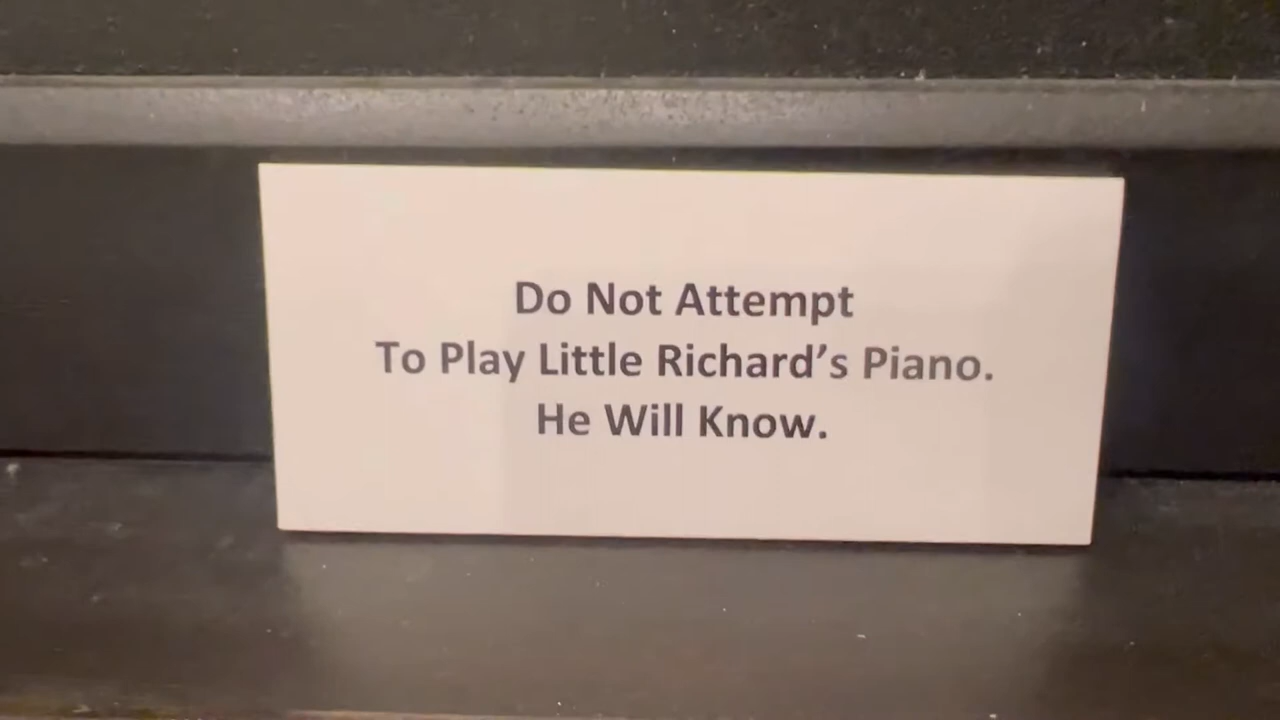 Do Not Attempt
To Play Little Richard’s Piano.
He Will Know.